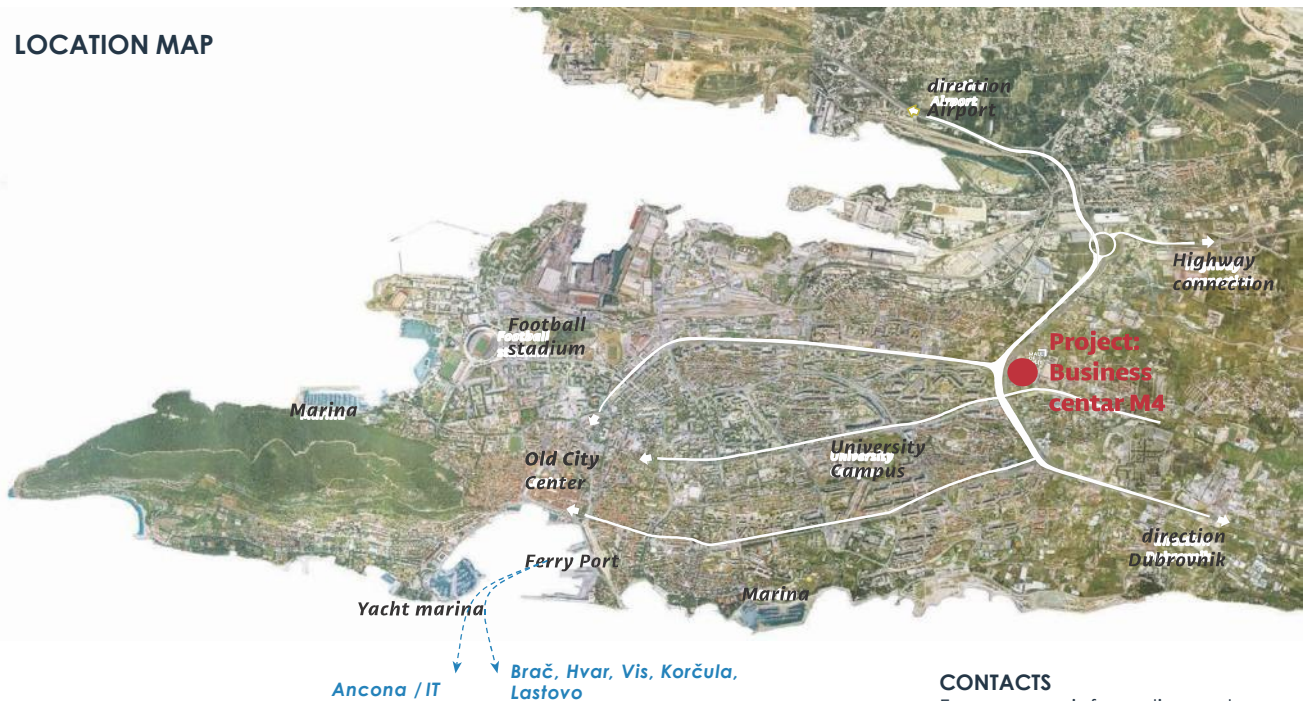 LOCATION MAP
direction
Airport
Highway
connection
Football
stadium
Project:
Business
centar M4
Marina
Old City
Center
University
Campus
direction
Dubrovnik
Ferry Port
Yacht marina
Marina
Ancona / IT
Brač, Hvar, Vis, Korčula,
Lastovo
CONTACTS